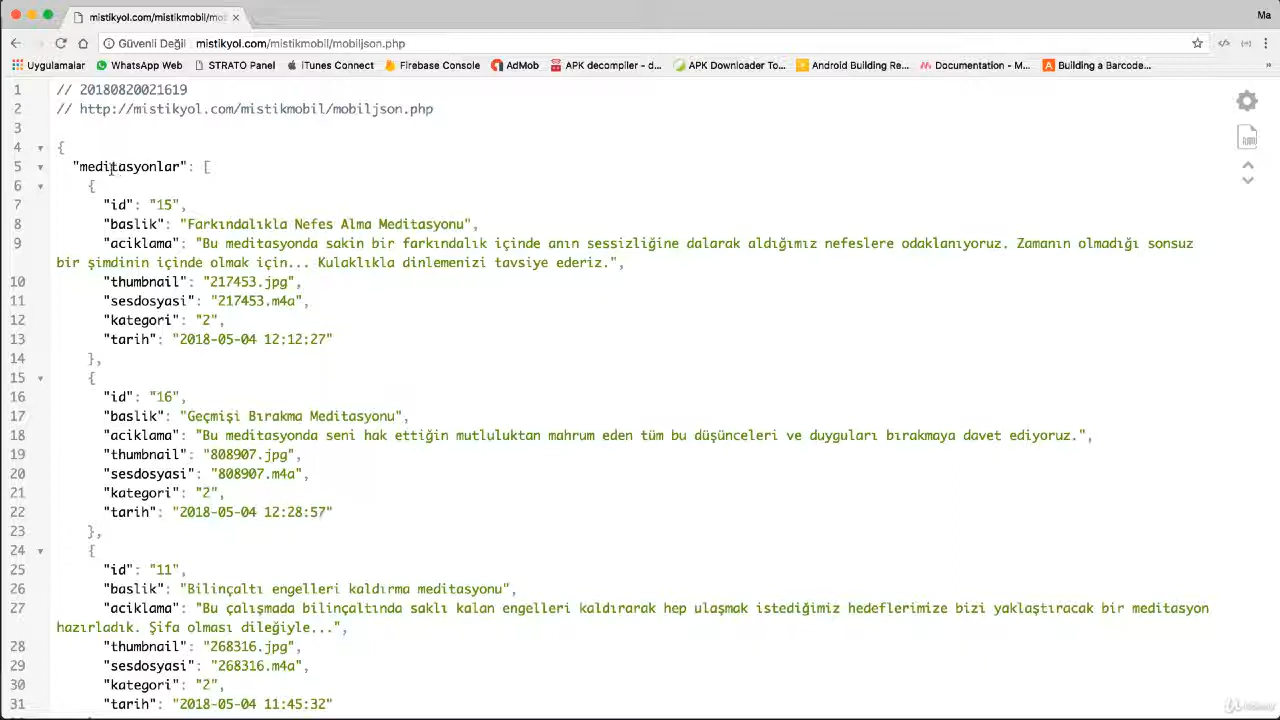 mistikyol.com/mistikmobil/mo
Ma
Güvenli Değil mistikyol.com/mistikmobil/mobiljson.php
Uygulamalar WhatsApp Web STRATO Panel iTunes Connect Firebase Console AdMob APK decompiler - d... APK Downloader To... Android Building Re... Documentation - M... Building a Barcode... »
1 // 20180820021619
2 // http://mistikyol.com/mistikmobil/mobiljson.php
3
4 {
5 "meditasyonlar": [
6 {
7 "id": "15",
8 "baslik": "Farkındalıkla Nefes Alma Meditasyonu",
9 "aciklama": "Bu meditasyonda sakin bir farkındalık içinde anın sessizliğine dalarak aldığımız nefeslere odaklanıyoruz. Zamanın olmadığı sonsuz
bir şimdinin içinde olmak için... Kulaklıkla dinlemenizi tavsiye ederiz.",
10 "thumbnail": "217453.jpg",
11 "sesdosyasi": "217453.m4a",
12 "kategori": "2",
13 "tarih": "2018-05-04 12:12:27"
14 },
15 {
16 "id": "16",
17 "baslik": "Geçmişi Bırakma Meditasyonu",
18 "aciklama": "Bu meditasyonda seni hak ettiğin mutluluktan mahrum eden tüm bu düşünceleri ve duyguları bırakmaya davet ediyoruz.",
19 "thumbnail": "808907.jpg",
20 "sesdosyasi": "808907.m4a",
21 "kategori": "2",
22 "tarih": "2018-05-04 12:28:57"
23 },
24 {
25 "id": "11",
26 "baslik": "Bilinçaltı engelleri kaldırma meditasyonu",
27 "aciklama": "Bu çalışmada bilinçaltında saklı kalan engelleri kaldırarak hep ulaşmak istediğimiz hedeflerimize bizi yaklaştıracak bir meditasyon
hazırladık. Şifa olması dileğiyle...",
28 "thumbnail": "268316.jpg",
29 "sesdosyasi": "268316.m4a",
30 "kategori": "2",
31 "tarih": "2018-05-04 11:45:32"